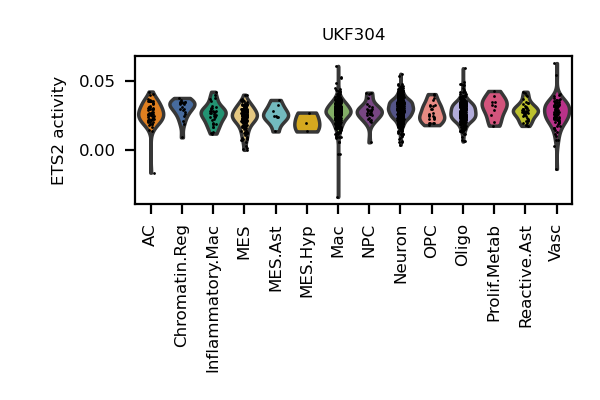 UKF304
ETS2 activity
0.05
0.00
AC
Chromatin.Reg
Inflammatory.Mac
MES
MES.Ast
MES.Hyp
Mac
NPC
Neuron
OPC
Oligo
Prolif.Metab
Reactive.Ast
Vasc